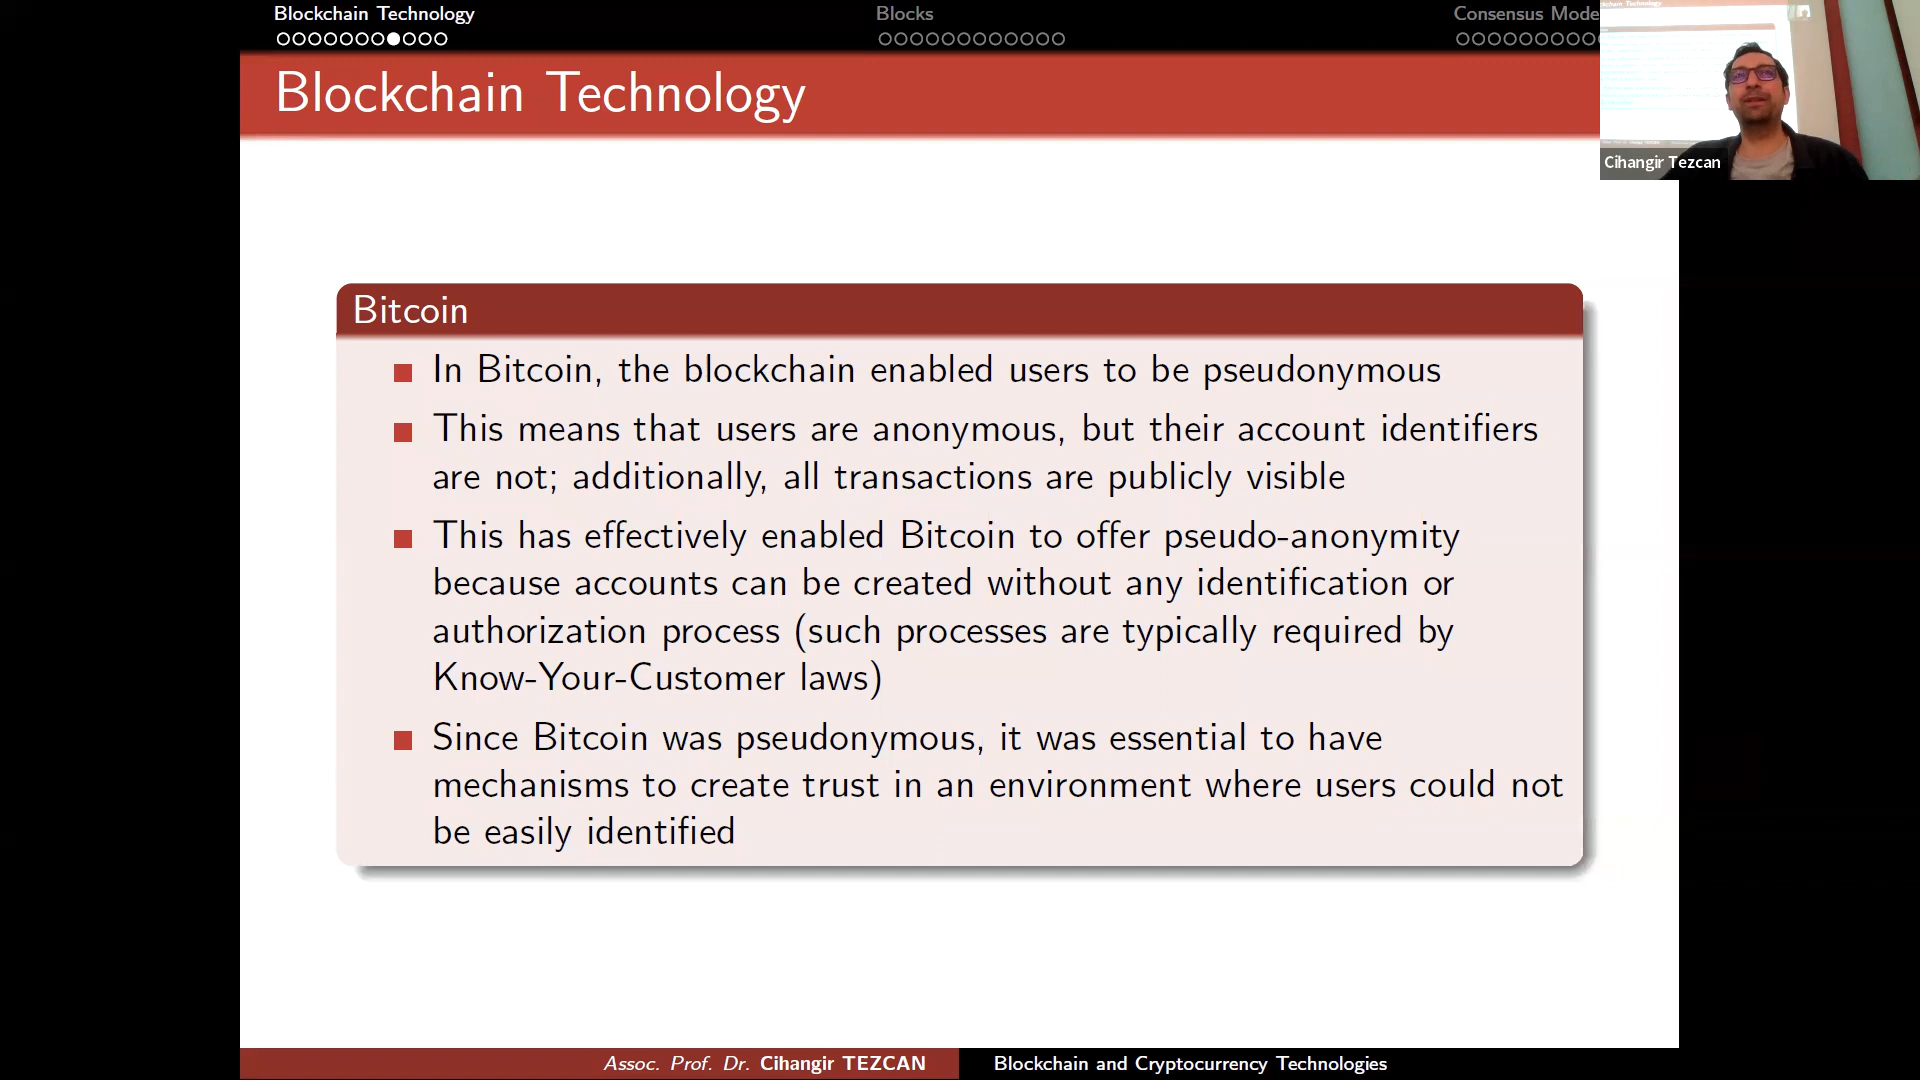 Blockchain Technology
Blocks
Consensus Mode
Blockchain Technology
Cihangir Tezcan
Bitcoin
In Bitcoin, the blockchain enabled users to be pseudonymous
This means that users are anonymous, but their account identifiers
are not; additionally, all transactions are publicly visible
This has effectively enabled Bitcoin to offer pseudo-anonymity
because accounts can be created without any identification or
authorization process (such processes are typically required by
Know-Your-Customer laws)
Since Bitcoin was pseudonymous, it was essential to have
mechanisms to create trust in an environment where users could not
be easily identified
Assoc. Prof. Dr. Cihangir TEZCAN
Blockchain and Cryptocurrency Technologies